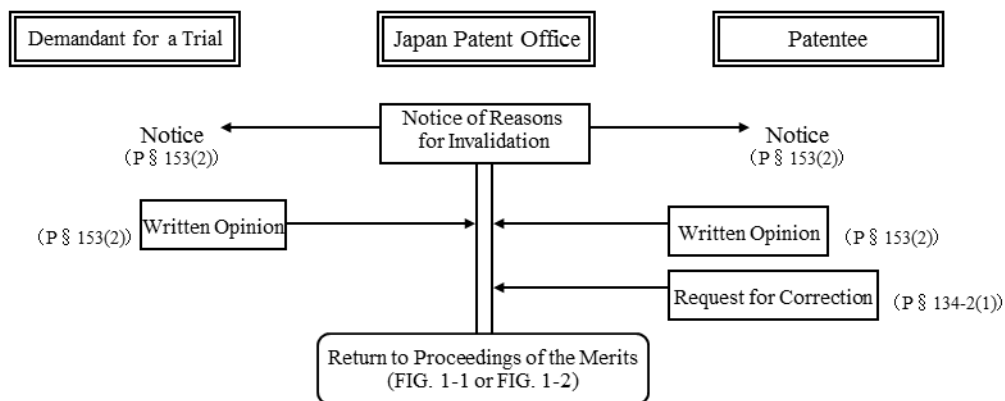 Demandant for a Trial
Japan Patent Office
Patentee
Notice of Reasons
for Invalidation
Notice
(P§ 153(2))
Notice
(P§ 153(2))
(P§ 153(2))
Written Opinion
Written Opinion
(P§ 153(2))
Request for Correction
(P§ 134-2(1))
Return to Proceedings of the Merits
(FIG. 1-1 or FIG. 1-2)